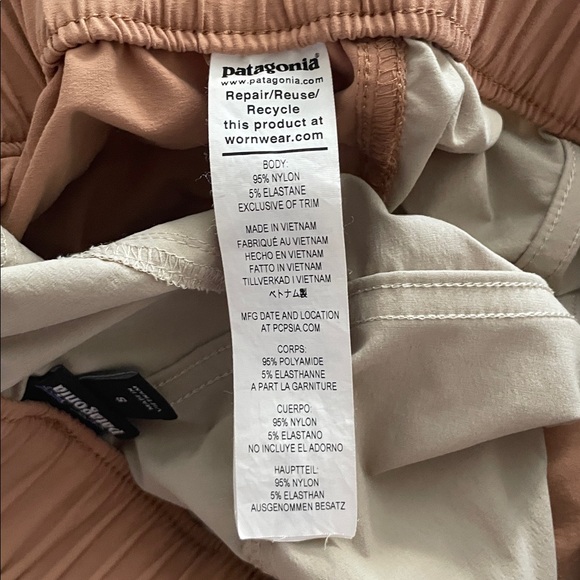 patagonia
www.patagonia.com
Repair/Reuse/
Recycle
this product at
wornwear.com
BODY:
95% NYLON
5% ELASTANE
EXCLUSIVE OF TRIM
MADE IN VIETNAM
FABRIQUÉ AU VIETNAM
HECHO EN VIETNAM
FATTO IN VIETNAM
TILLVERKAD I VIETNAM
ベトナム製
MFG DATE AND LOCATION
AT PCPSIA.COM
CORPS:
95% POLYAMIDE
5% ELASTHANNE
A PART LA GARNITURE
CUERPO:
95% NYLON
5% ELASTANO
NO INCLUYE EL ADORNO
HAUPTTEIL:
95% NYLON
5% ELASTHAN
AUSGENOMMEN BESATZ
patagonia
S